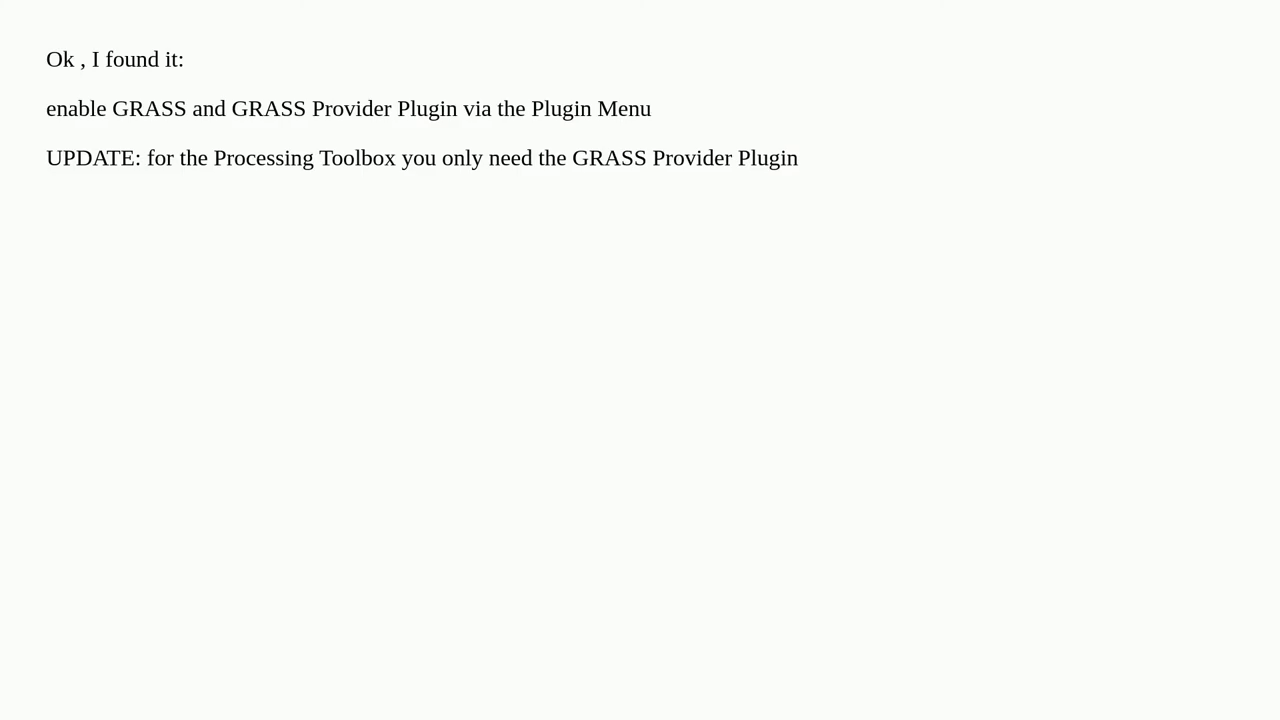 Ok , I found it:
enable GRASS and GRASS Provider Plugin via the Plugin Menu
UPDATE: for the Processing Toolbox you only need the GRASS Provider Plugin